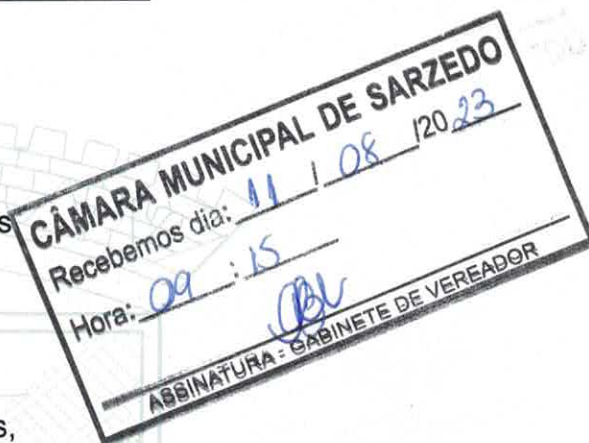 CÂMARA MUNICIPAL DE SARZEDO
Recebemos dia: 11 / 08 /2023
Hora: 09 : 15
ASSINATURA - GABINETE DE VEREADOR
s
s,